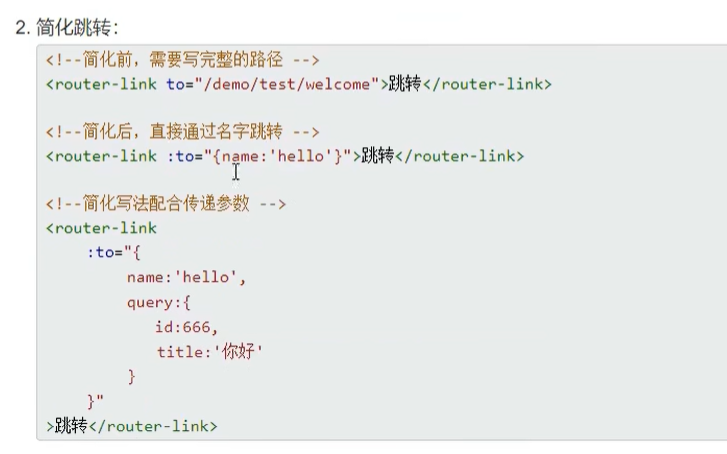 2. 简化跳转：
<!--简化前，需要写完整的路径 -->
<router-link to="/demo/test/welcome">跳转</router-link>
<!--简化后，直接通过名字跳转 -->
<router-link :to="{name:'hello'}">跳转</router-link>
<!--简化写法配合传递参数 -->
<router-link
:to="{
name:'hello',
query:{
id:666,
title:'你好'
}
}"
>跳转</router-link>